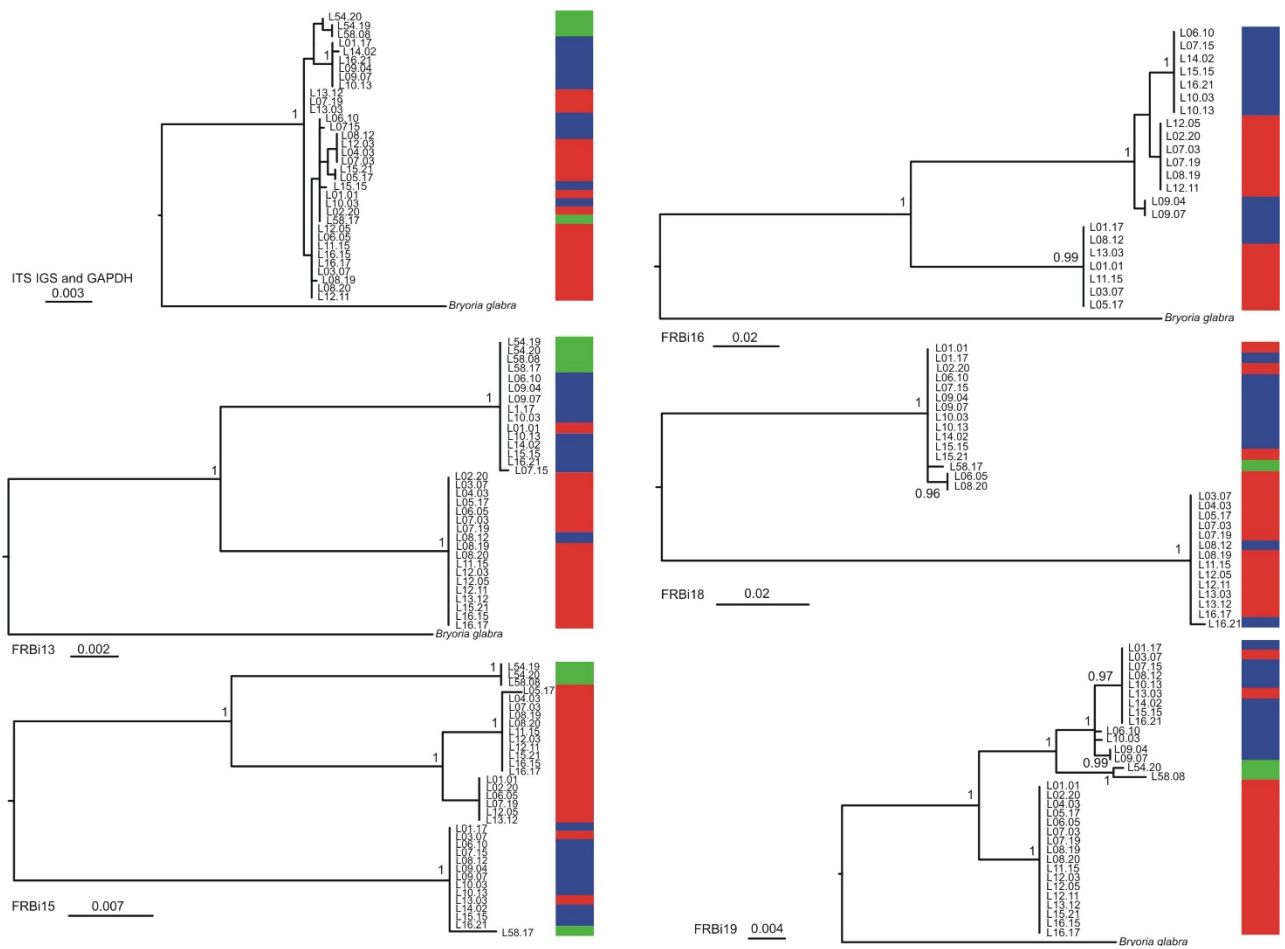 L54.20
L54.19
L58.08
L01.17
1
L14.02
L16.21
L09.04
L09.07
L10.13
L13.12
L07.19
1
L13.03
L06.10
L0715
L08.12
L12.03
L04.03
L07.03
L15.21
L05.17
L15.15
L01.01
L10.03
L02.20
L58.17
L12.05
L06.05
L11.15
L16.15
L16.17
L03.07
L08.19
L08.20
L12.11
ITS IGS and GAPDH
0.003
Bryoria glabra
L54.19
L54.20
L58.08
L58.17
L06.10
L09.04
1
L09.07
L1.17
L10.03
L01.01
L10.13
L14.02
L15.15
L16.21
L07.15
1
L02.20
L03.07
L04.03
L05.17
L06.05
L07.03
L07.19
L08.12
1
L08.19
L08.20
L11.15
L12.03
L12.05
L12.11
L13.12
L15.21
L16.15
L16.17
Bryoria glabra
FRBi13
0.002
1
L54.19
L54.20
L58.08
L05.17
L04.03
L07.03
1
L08.19
1
L08.20
L11.15
L12.03
L12.11
L15.21
L16.15
L16.17
1
L01.01
L02.20
L06.05
L07.19
L12.05
L13.12
L01.17
L03.07
L06.10
L07.15
L08.12
L09.04
1
L09.07
L10.03
L10.13
L13.03
L14.02
L15.15
L16.21
L58.17
FRBi15
0.007
L06.10
L07.15
L14.02
1
L15.15
L16.21
L10.03
L10.13
L12.05
L02.20
L07.03
1
L07.19
L08.19
L12.11
L09.04
L09.07
1
L01.17
L08.12
L13.03
0.99
L01.01
L11.15
L03.07
L05.17
Bryoria glabra
FRBi16
0.02
L01.01
L01.17
L02.20
L06.10
L07.15
L09.04
1
L09.07
L10.03
L10.13
L14.02
L15.15
L15.21
L58.17
L06.05
L08.20
0.96
L03.07
L04.03
L05.17
L07.03
L07.19
1
L08.12
L08.19
L11.15
L12.05
L12.11
L13.03
L13.12
L16.17
L16.21
FRBi18
0.02
L01.17
L03.07
L07.15
0.97
L08.12
L10.13
L13.03
L14.02
L15.15
L16.21
1
L06.10
L10.03
1
L09.04
L09.07
0.99
L54.20
L58.08
1
1
L01.01
L02.20
L04.03
L05.17
L06.05
L07.03
L07.19
1
L08.19
L08.20
L11.15
L12.03
L12.05
L12.11
L13.12
L15.21
L16.15
L16.17
FRBi19
0.004
Bryoria glabra